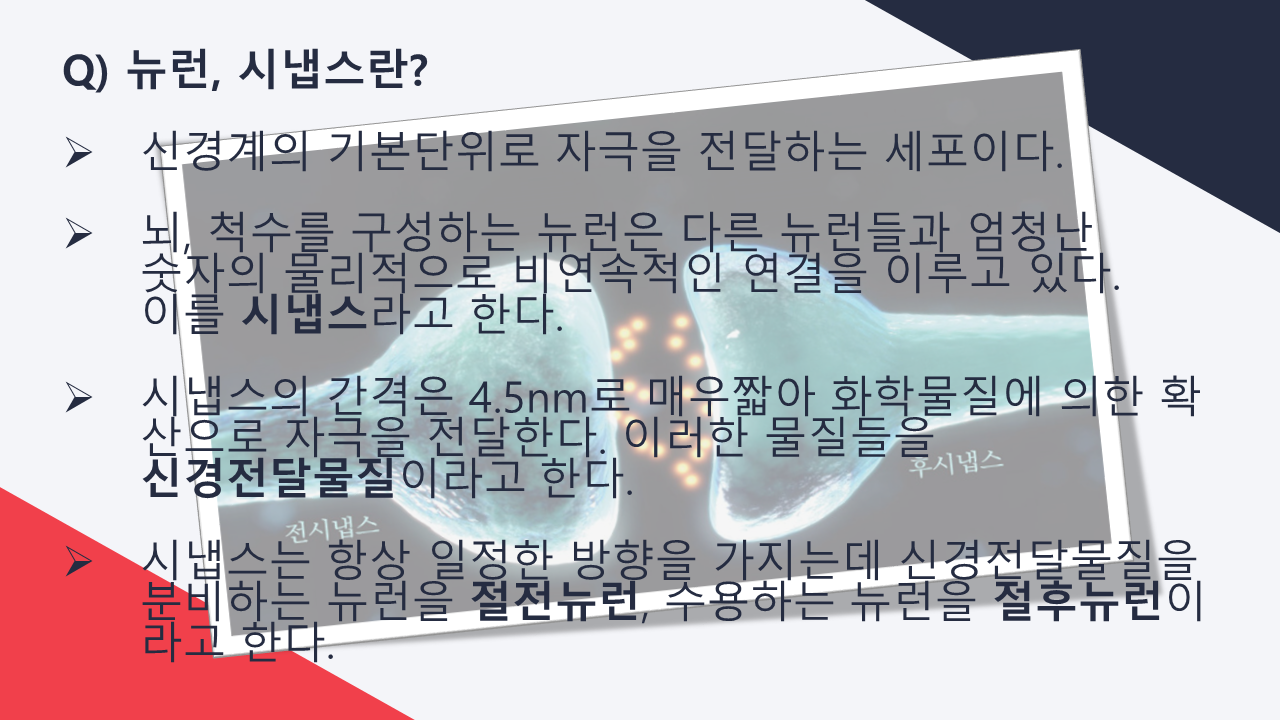 Q) 뉴런, 시냅스란?
신경계의 기본단위로 자극을 전달하는 세포이다.
뇌, 척수를 구성하는 뉴런은 다른 뉴런들과 엄청난
숫자의 물리적으로 비연속적인 연결을 이루고 있다.
이를 시냅스라고 한다.
시냅스의 간격은 4.5nm로 매우짧아 화학물질에 의한 확
산으로 자극을 전달한다. 이러한 물질들을
신경전달물질이라고 한다.
후시냅스
전시냅스
시냅스는 항상 일정한 방향을 가지는데 신경전달물질을
분비하는 뉴런을 절전뉴런, 수용하는 뉴런을 절후뉴런이
라고 한다.